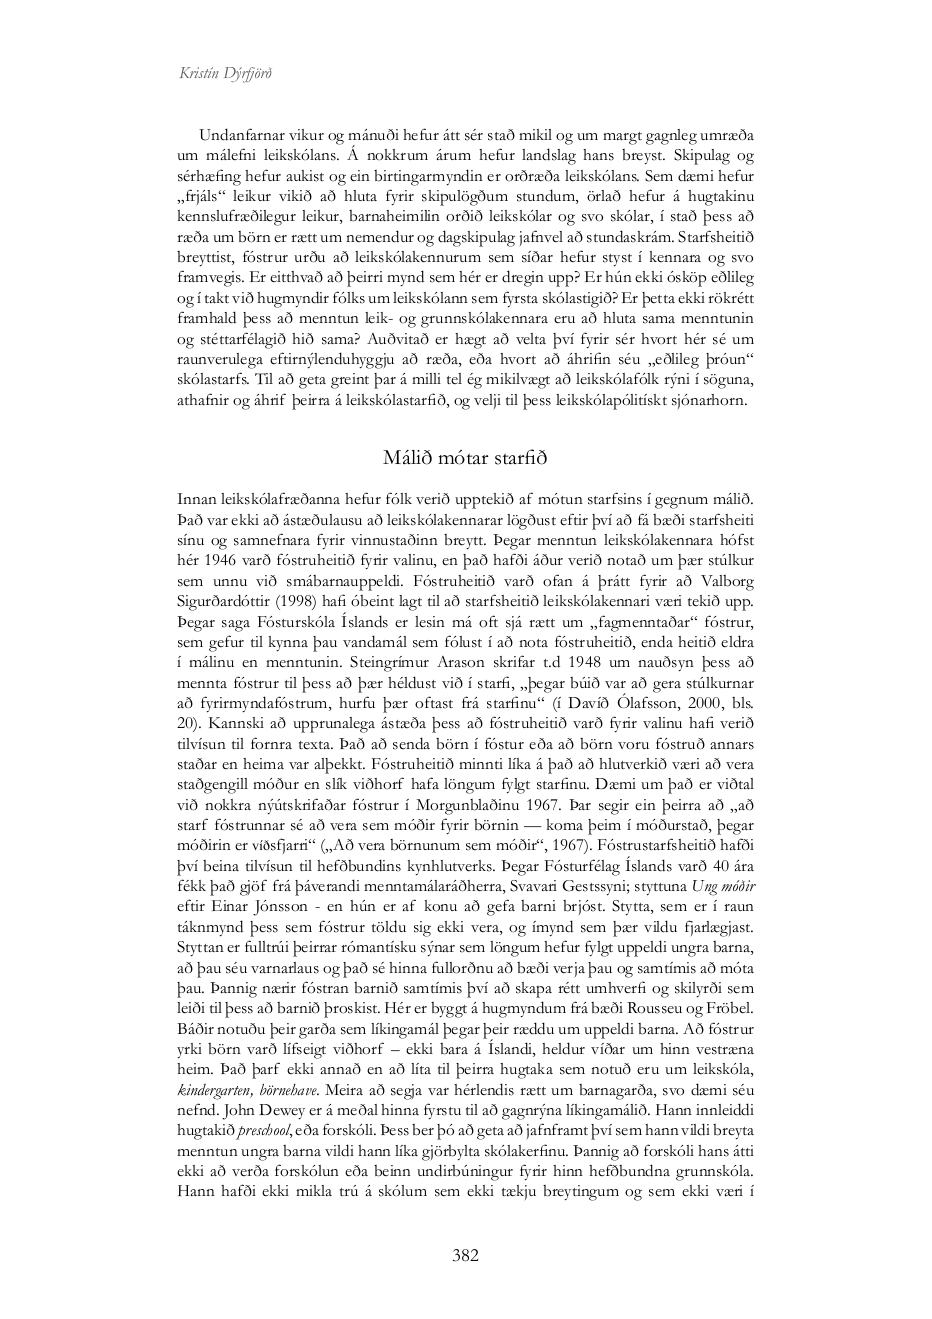 Kristín Dýrfjörð
Undanfarnar vikur og mánuði hefur átt sér stað mikil og um margt gagnleg umræða
um málefni leikskólans. Á nokkrum árum hefur landslag hans breyst. Skipulag og
sérhæfing hefur aukist og ein birtingarmyndin er orðræða leikskólans. Sem dæmi hefur
„frjáls“ leikur vikið að hluta fyrir skipulögðum stundum, örlað hefur á hugtakinu
kennslufræðilegur leikur, barnaheimilin orðið leikskólar og svo skólar, í stað þess að
ræða um börn er rætt um nemendur og dagskipulag jafnvel að stundaskrám. Starfsheitið
breyttist, fóstrur urðu að leikskólakennurum sem síðar hefur styst í kennara og svo
framvegis. Er eitthvað að þeirri mynd sem hér er dregin upp? Er hún ekki ósköp eðlileg
og í takt við hugmyndir fólks um leikskólann sem fyrsta skólastigið? Er þetta ekki rökrétt
framhald þess að menntun leik- og grunnskólakennara eru að hluta sama menntunin
og stéttarfélagið hið sama? Auðvitað er hægt að velta því fyrir sér hvort hér sé um
raunverulega eftirnýlenduhyggju að ræða, eða hvort að áhrifin séu „eðlileg þróun“
skólastarfs. Til að geta greint þar á milli tel ég mikilvægt að leikskólafólk rýni í söguna,
athafnir og áhrif þeirra á leikskólastarfið, og velji til þess leikskólapólitískt sjónarhorn.
Málið mótar starfið
Innan leikskólafræðanna hefur fólk verið upptekið af mótun starfsins í gegnum málið.
Það var ekki að ástæðulausu að leikskólakennarar lögðust eftir því að fá bæði starfsheiti
sínu og samnefnara fyrir vinnustaðinn breytt. Þegar menntun leikskólakennara hófst
hér 1946 varð fóstruheitið fyrir valinu, en það hafði áður verið notað um þær stúlkur
sem unnu við smábarnauppeldi. Fóstruheitið varð ofan á þrátt fyrir að Valborg
Sigurðardóttir (1998) hafi óbeint lagt til að starfsheitið leikskólakennari væri tekið upp.
Þegar saga Fósturskóla Íslands er lesin má oft sjá rætt um „fagmenntaðar“ fóstrur,
sem gefur til kynna þau vandamál sem fólust í að nota fóstruheitið, enda heitið eldra
í málinu en menntunin. Steingrímur Arason skrifar t.d 1948 um nauðsyn þess að
mennta fóstrur til þess að þær héldust við í starfi, „þegar búið var að gera stúlkurnar
að fyrirmyndafóstrum, hurfu þær oftast frá starfinu“ (í Davíð Ólafsson, 2000, bls.
20). Kannski að upprunalega ástæða þess að fóstruheitið varð fyrir valinu hafi verið
tilvísun til fornra texta. Það að senda börn í fóstur eða að börn voru fóstruð annars
staðar en heima var alþekkt. Fóstruheitið minnti líka á það að hlutverkið væri að vera
staðgengill móður en slík viðhorf hafa löngum fylgt starfinu. Dæmi um það er viðtal
við nokkra nýútskrifaðar fóstrur í Morgunblaðinu 1967. Þar segir ein þeirra að „að
starf fóstrunnar sé að vera sem móðir fyrir börnin — koma þeim í móðurstað, þegar
móðirin er víðsfjarri“ („Að vera börnunum sem móðir“, 1967). Fóstrustarfsheitið hafði
því beina tilvísun til hefðbundins kynhlutverks. Þegar Fósturfélag Íslands varð 40 ára
fékk það gjöf frá þáverandi menntamálaráðherra, Svavari Gestssyni; styttuna Ung móðir
eftir Einar Jónsson - en hún er af konu að gefa barni brjóst. Stytta, sem er í raun
táknmynd þess sem fóstrur töldu sig ekki vera, og ímynd sem þær vildu fjarlægjast.
Styttan er fulltrúi þeirrar rómantísku sýnar sem löngum hefur fylgt uppeldi ungra barna,
að þau séu varnarlaus og það sé hinna fullorðnu að bæði verja þau og samtímis að móta
þau. Þannig nærir fóstran barnið samtímis því að skapa rétt umhverfi og skilyrði sem
leiði til þess að barnið þroskist. Hér er byggt á hugmyndum frá bæði Rousseu og Fröbel.
Báðir notuðu þeir garða sem líkingamál þegar þeir ræddu um uppeldi barna. Að fóstrur
yrki börn varð lífseigt viðhorf – ekki bara á Íslandi, heldur víðar um hinn vestræna
heim. Það þarf ekki annað en að líta til þeirra hugtaka sem notuð eru um leikskóla,
kindergarten, börnehave. Meira að segja var hérlendis rætt um barnagarða, svo dæmi séu
nefnd. John Dewey er á meðal hinna fyrstu til að gagnrýna líkingamálið. Hann innleiddi
hugtakið preschool, eða forskóli. Þess ber þó að geta að jafnframt því sem hann vildi breyta
menntun ungra barna vildi hann líka gjörbylta skólakerfinu. Þannig að forskóli hans átti
ekki að verða forskólun eða beinn undirbúningur fyrir hinn hefðbundna grunnskóla.
Hann hafði ekki mikla trú á skólum sem ekki tækju breytingum og sem ekki væri í
382